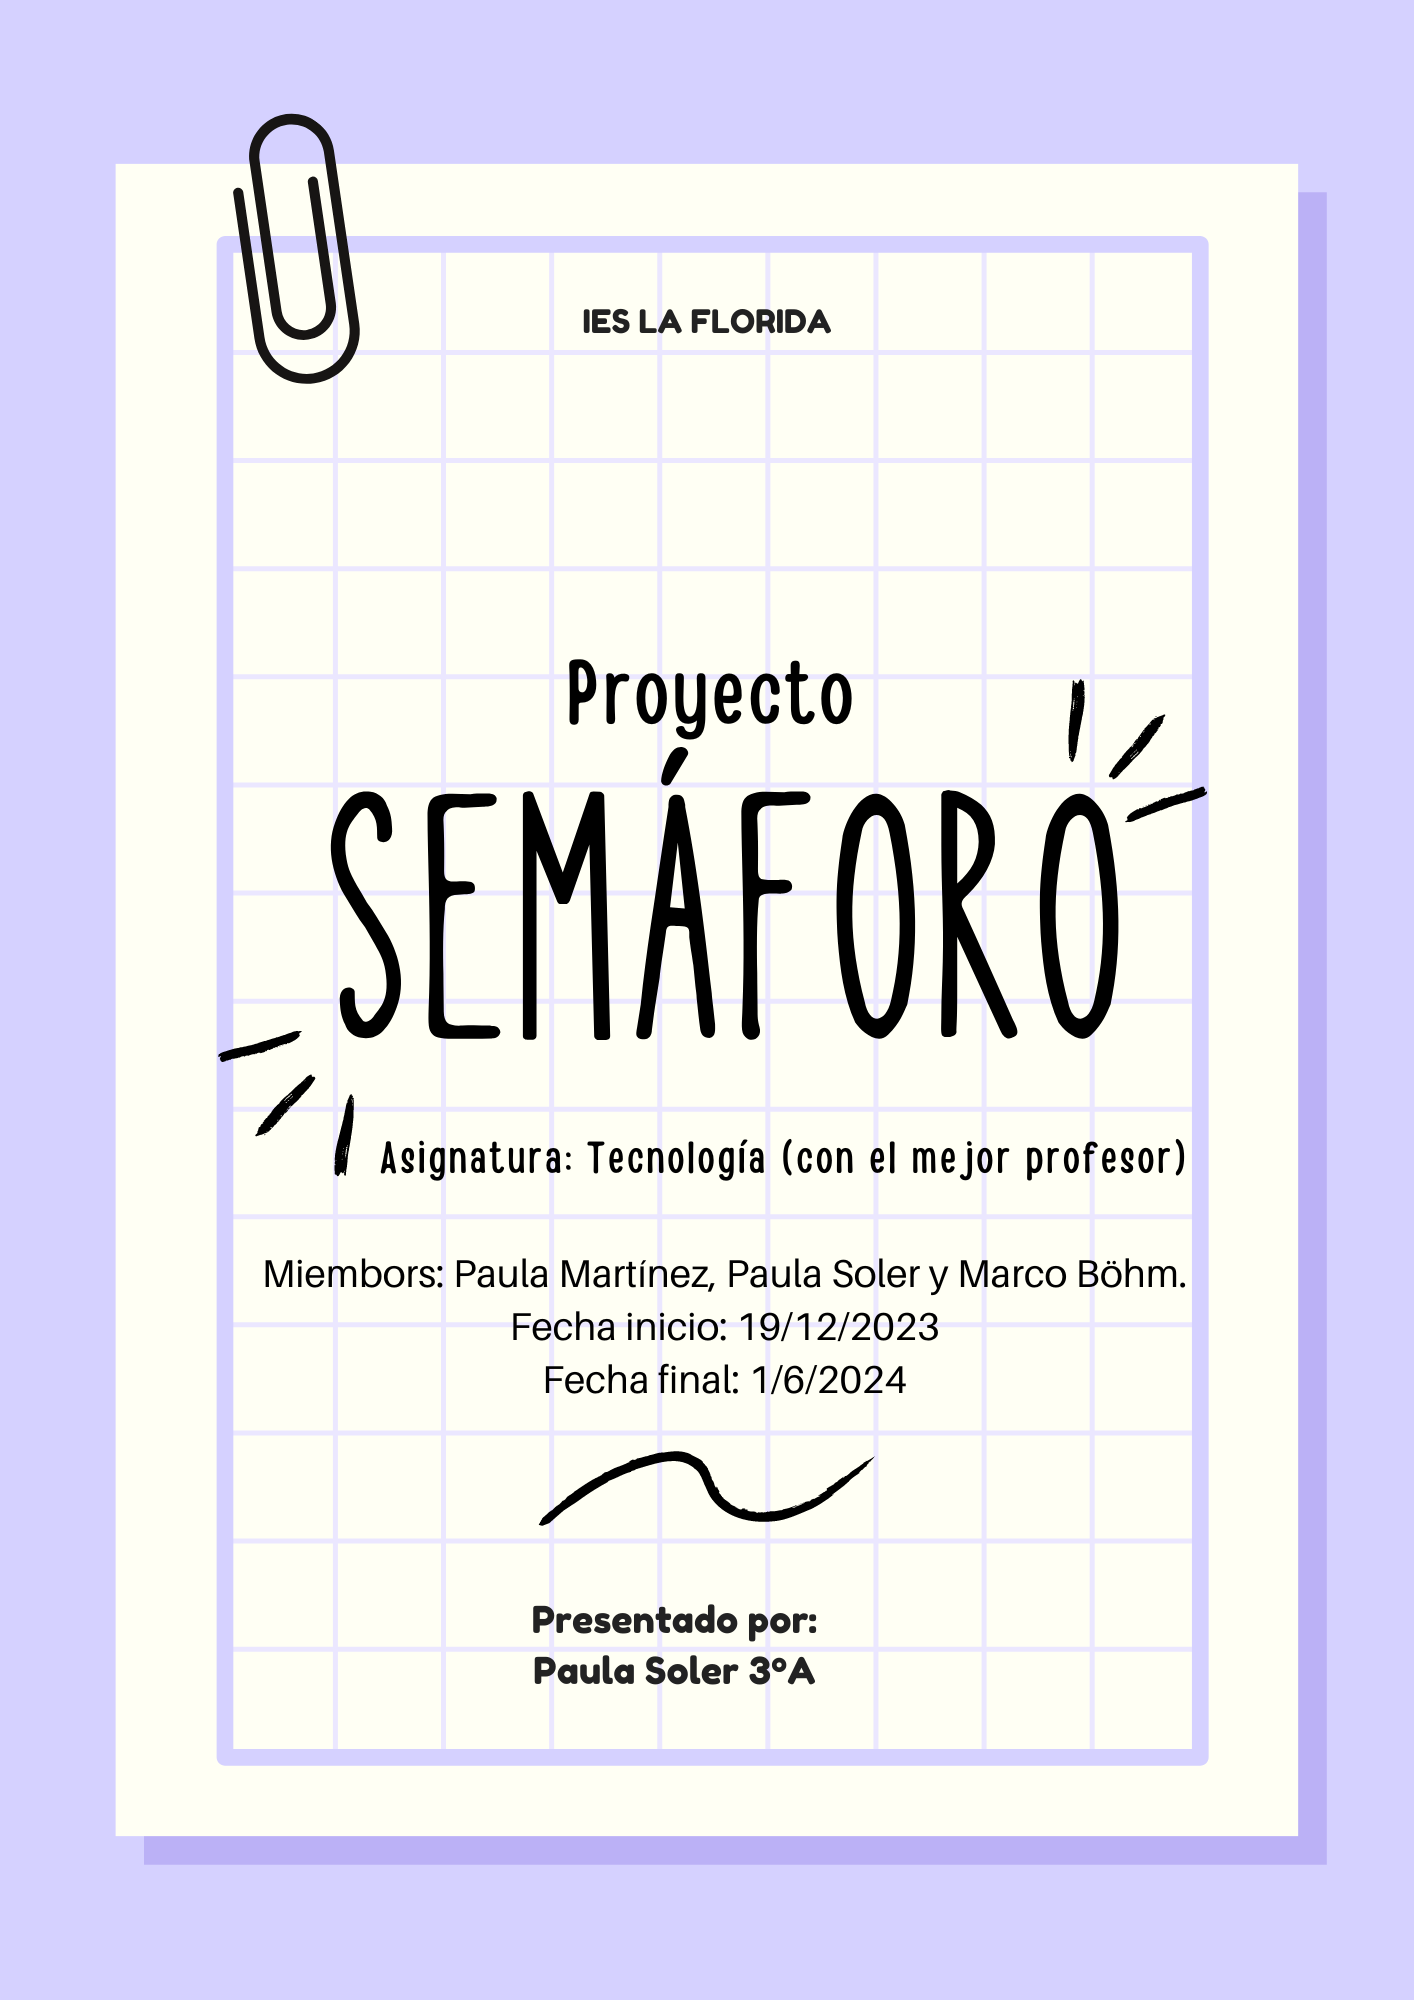 IES LA FLORIDA
Proyecto
SEMÁFORO
Asignatura: Tecnología (con el mejor profesor)
Miembors: Paula Martínez, Paula Soler y Marco Böhm.
Fecha inicio: 19/12/2023
Fecha final: 1/6/2024
Presentado por:
Paula Soler 3ºA